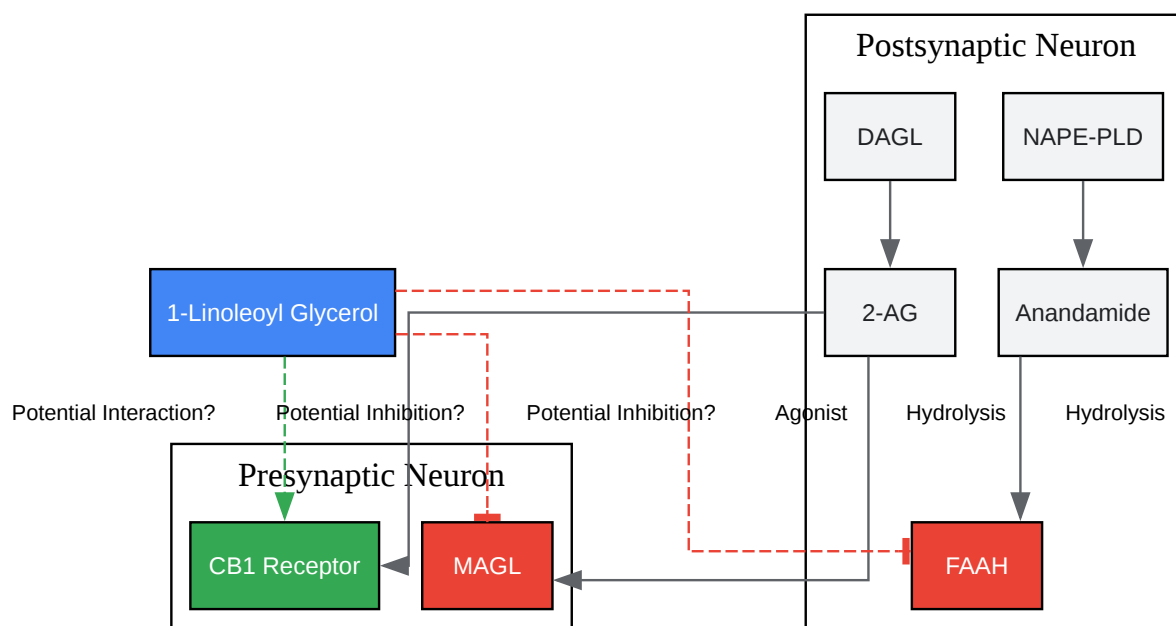 Postsynaptic Neuron
DAGL
NAPE-PLD
1-Linoleoyl Glycerol
2-AG
Anandamide
Potential Interaction?
Potential Inhibition?
Potential Inhibition?
Agonist
Hydrolysis
Hydrolysis
Presynaptic Neuron
CB1 Receptor
MAGL
FAAH